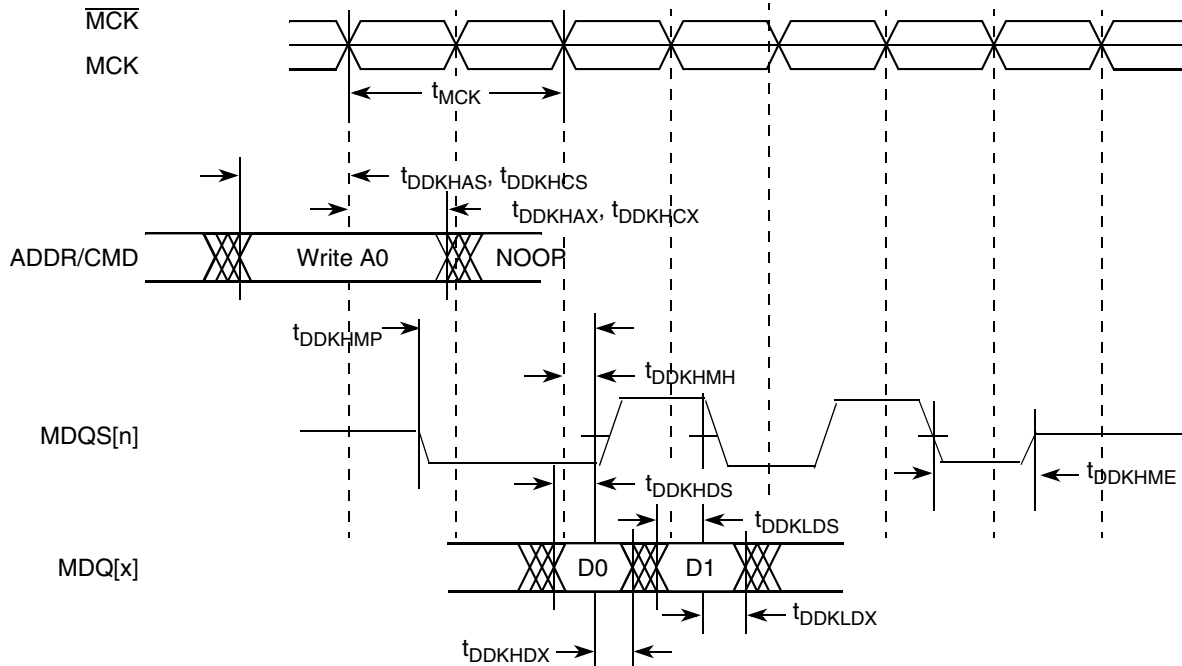 M̅C̅K̅
MCK
tMCK
tDDKHAS, tDDKHCS
tDDKHAX, tDDKHCX
ADDR/CMD
Write A0
NOOP
tDDKHMP
tDDKHMH
MDQS[n]
tDDKHDS
tDDKHME
tDDKLDS
MDQ[x]
D0
D1
tDDKLDX
tDDKHDX